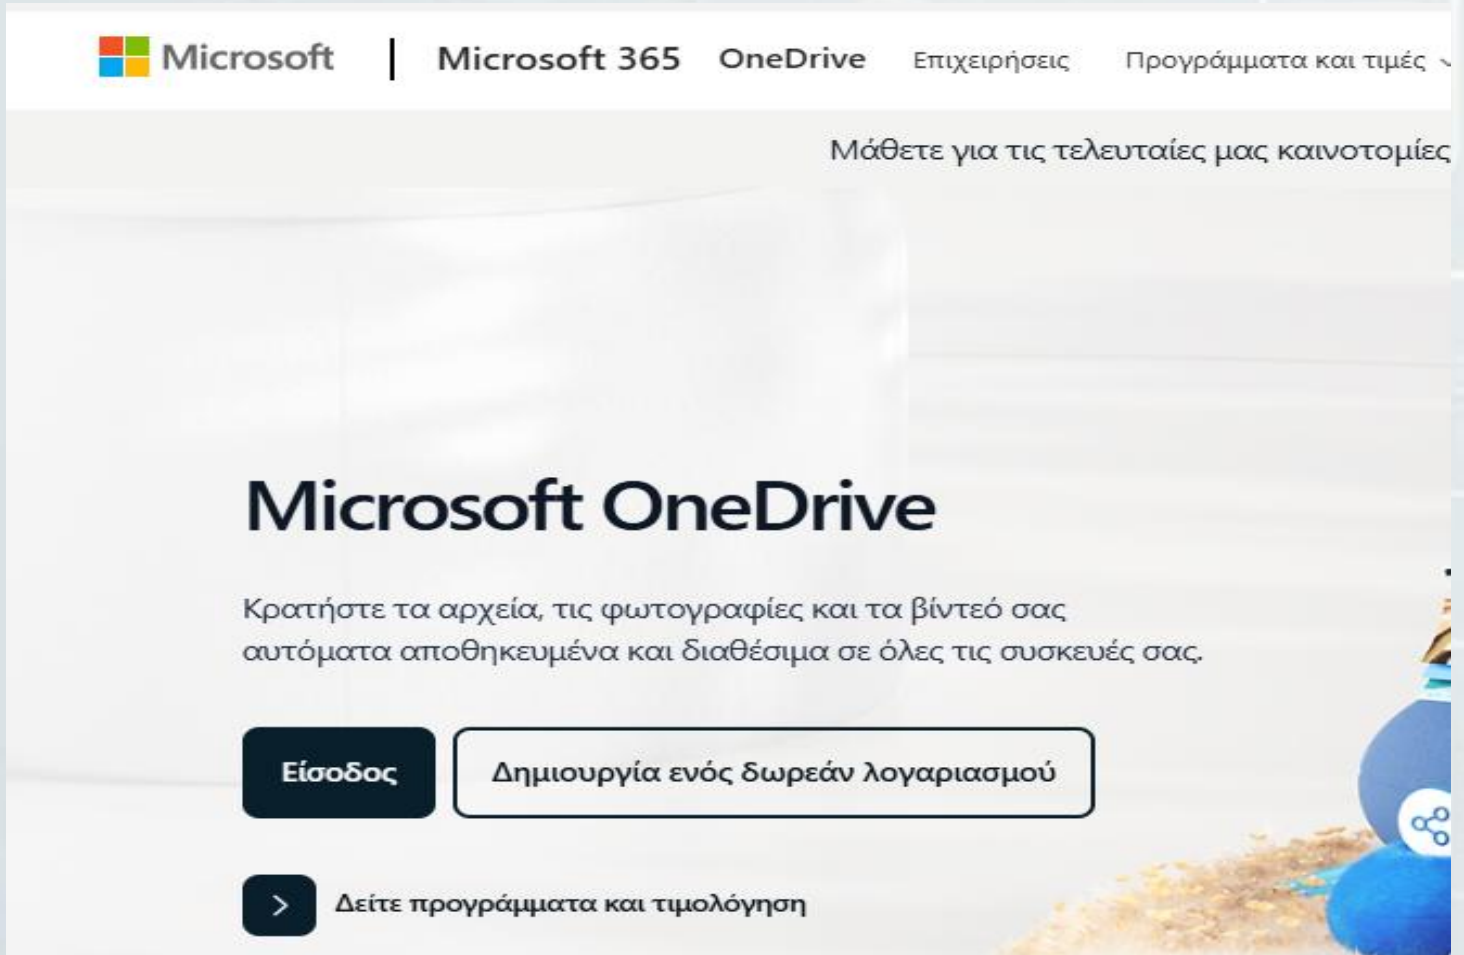 Microsoft | Microsoft 365 OneDrive Επιχειρήσεις Προγράμματα και τιμές
Μάθετε για τις τελευταίες μας καινοτομίες
Microsoft OneDrive
Κρατήστε τα αρχεία, τις φωτογραφίες και τα βίντεό σας
αυτόματα αποθηκευμένα και διαθέσιμα σε όλες τις συσκευές σας.
Είσοδος Δημιουργία ενός δωρεάν λογαριασμού
Δείτε προγράμματα και τιμολόγηση